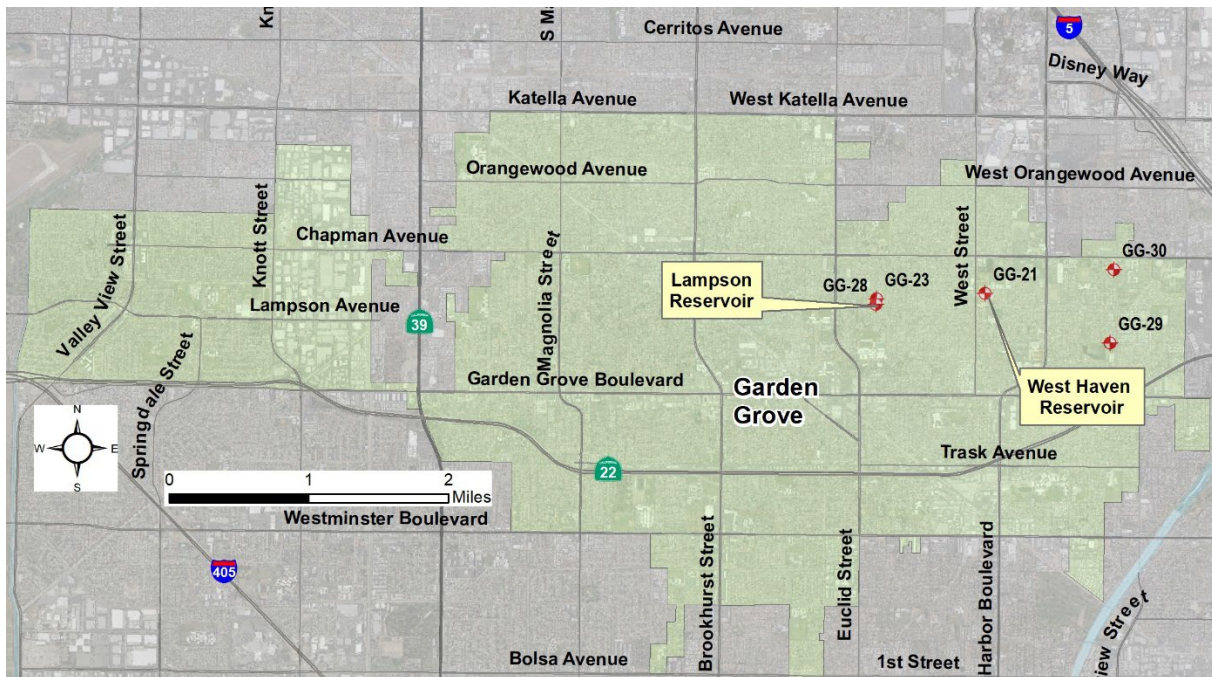 Cerritos Avenue
5
Disney Way
Katella Avenue
West Katella Avenue
Orangewood Avenue
West Orangewood Avenue
Valley View Street
Knott Street
Chapman Avenue
Magnolia Street
West Street
GG-30
Lampson
Reservoir
GG-28
GG-23
GG-21
Lampson Avenue
39
GG-29
Springdale Street
Garden Grove Boulevard
Garden
Grove
West Haven
Reservoir
N
W
E
S
Trask Avenue
22
0
1
2
Miles
Westminster Boulevard
405
Brookhurst Street
Euclid Street
Harbor Boulevard
Bolsa Avenue
1st Street
Kn
S Ma
iew Street